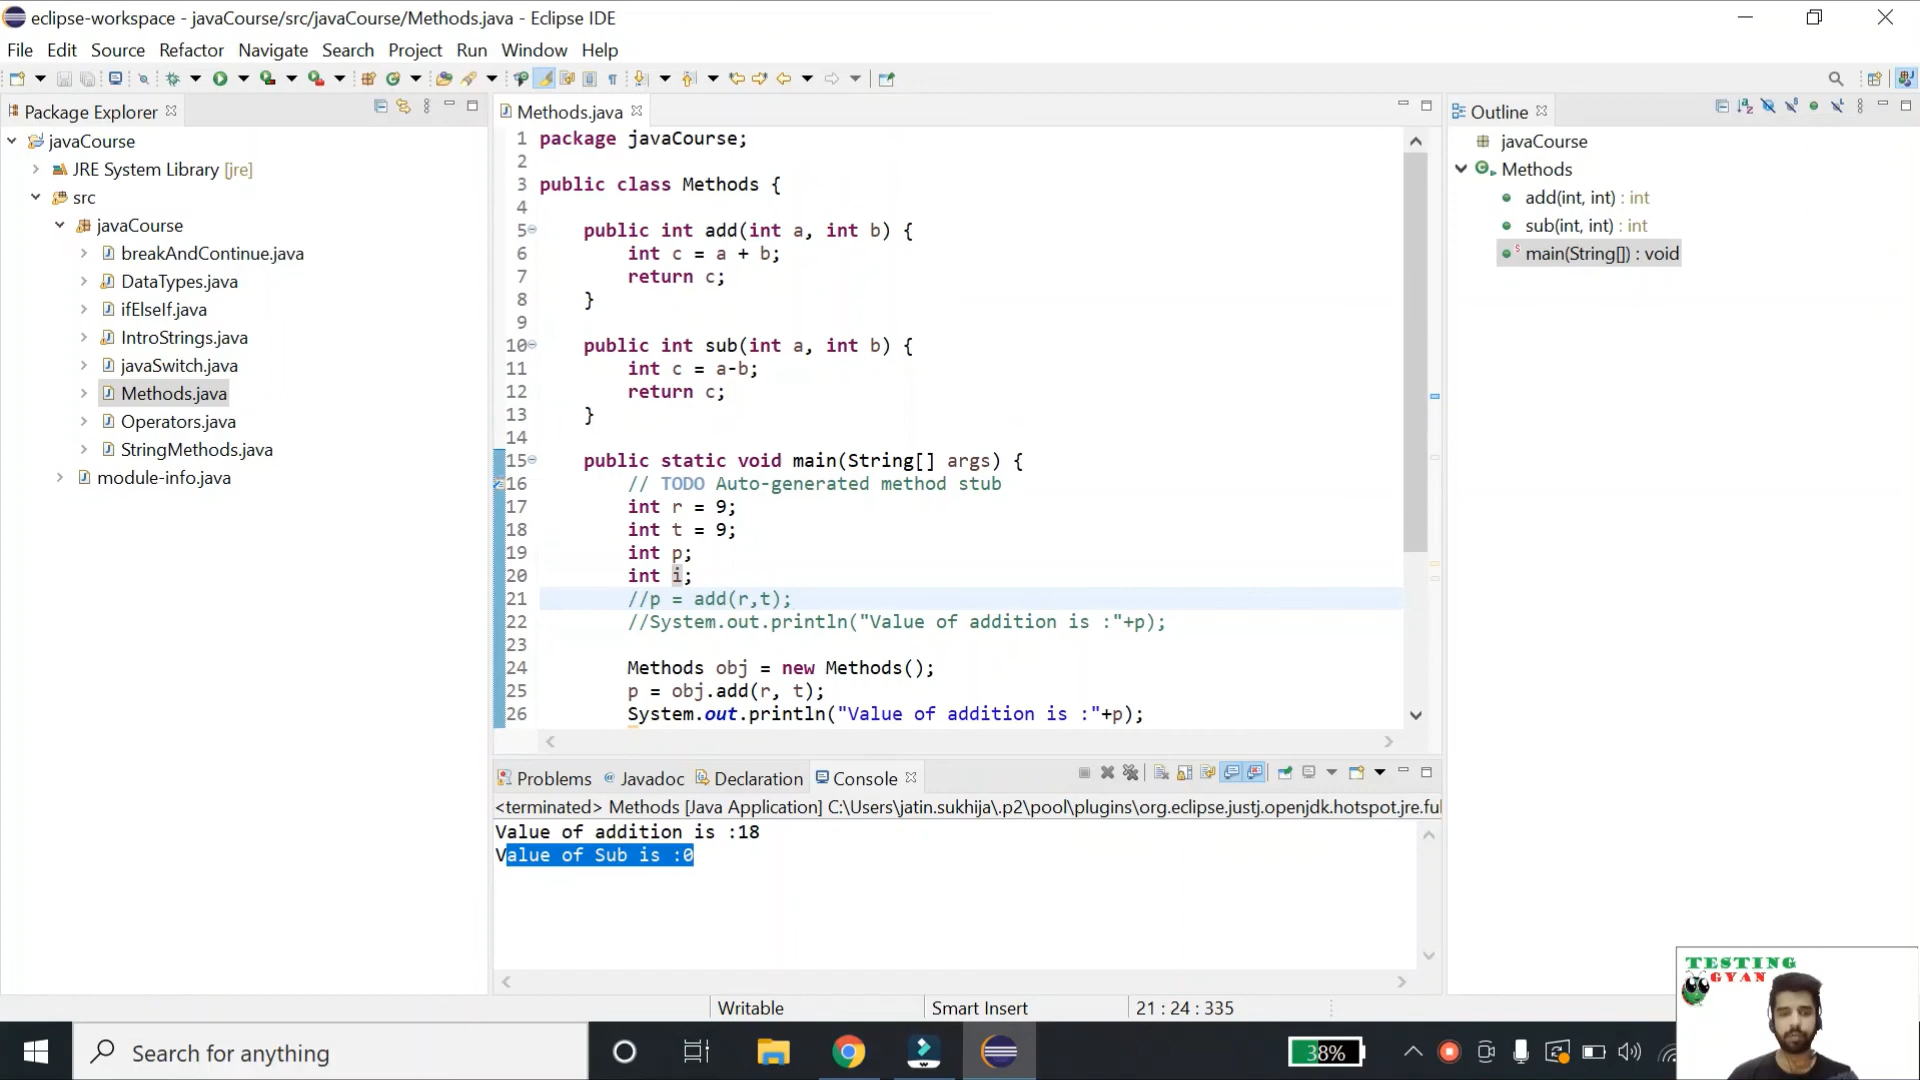 eclipse-workspace - javaCourse/src/javaCourse/Methods.java - Eclipse IDE
File Edit Source Refactor Navigate Search Project Run Window Help
Package Explorer
javaCourse
JRE System Library [jre]
src
javaCourse
breakAndContinue.java
DataTypes.java
ifElseIf.java
IntroStrings.java
javaSwitch.java
Methods.java
Operators.java
StringMethods.java
module-info.java
Methods.java
1 package javaCourse;
2
3 public class Methods {
4
5 public int add(int a, int b) {
6 int c = a + b;
7 return c;
8 }
9
10 public int sub(int a, int b) {
11 int c = a-b;
12 return c;
13 }
14
15 public static void main(String[] args) {
16 // TODO Auto-generated method stub
17 int r = 9;
18 int t = 9;
19 int p;
20 int i;
21 //p = add(r,t);
22 //System.out.println("Value of addition is :"+p);
23
24 Methods obj = new Methods();
25 p = obj.add(r, t);
26 System.out.println("Value of addition is :"+p);
Outline
javaCourse
Methods
add(int, int) : int
sub(int, int) : int
main(String[]) : void
Problems Javadoc Declaration Console
<terminated> Methods [Java Application] C:\Users\jatin.sukhija\.p2\pool\plugins\org.eclipse.justj.openjdk.hotspot.jre.ful
Value of addition is :18
Value of Sub is :0
Writable Smart Insert 21 : 24 : 335
TESTING
GYAN
Search for anything
38%